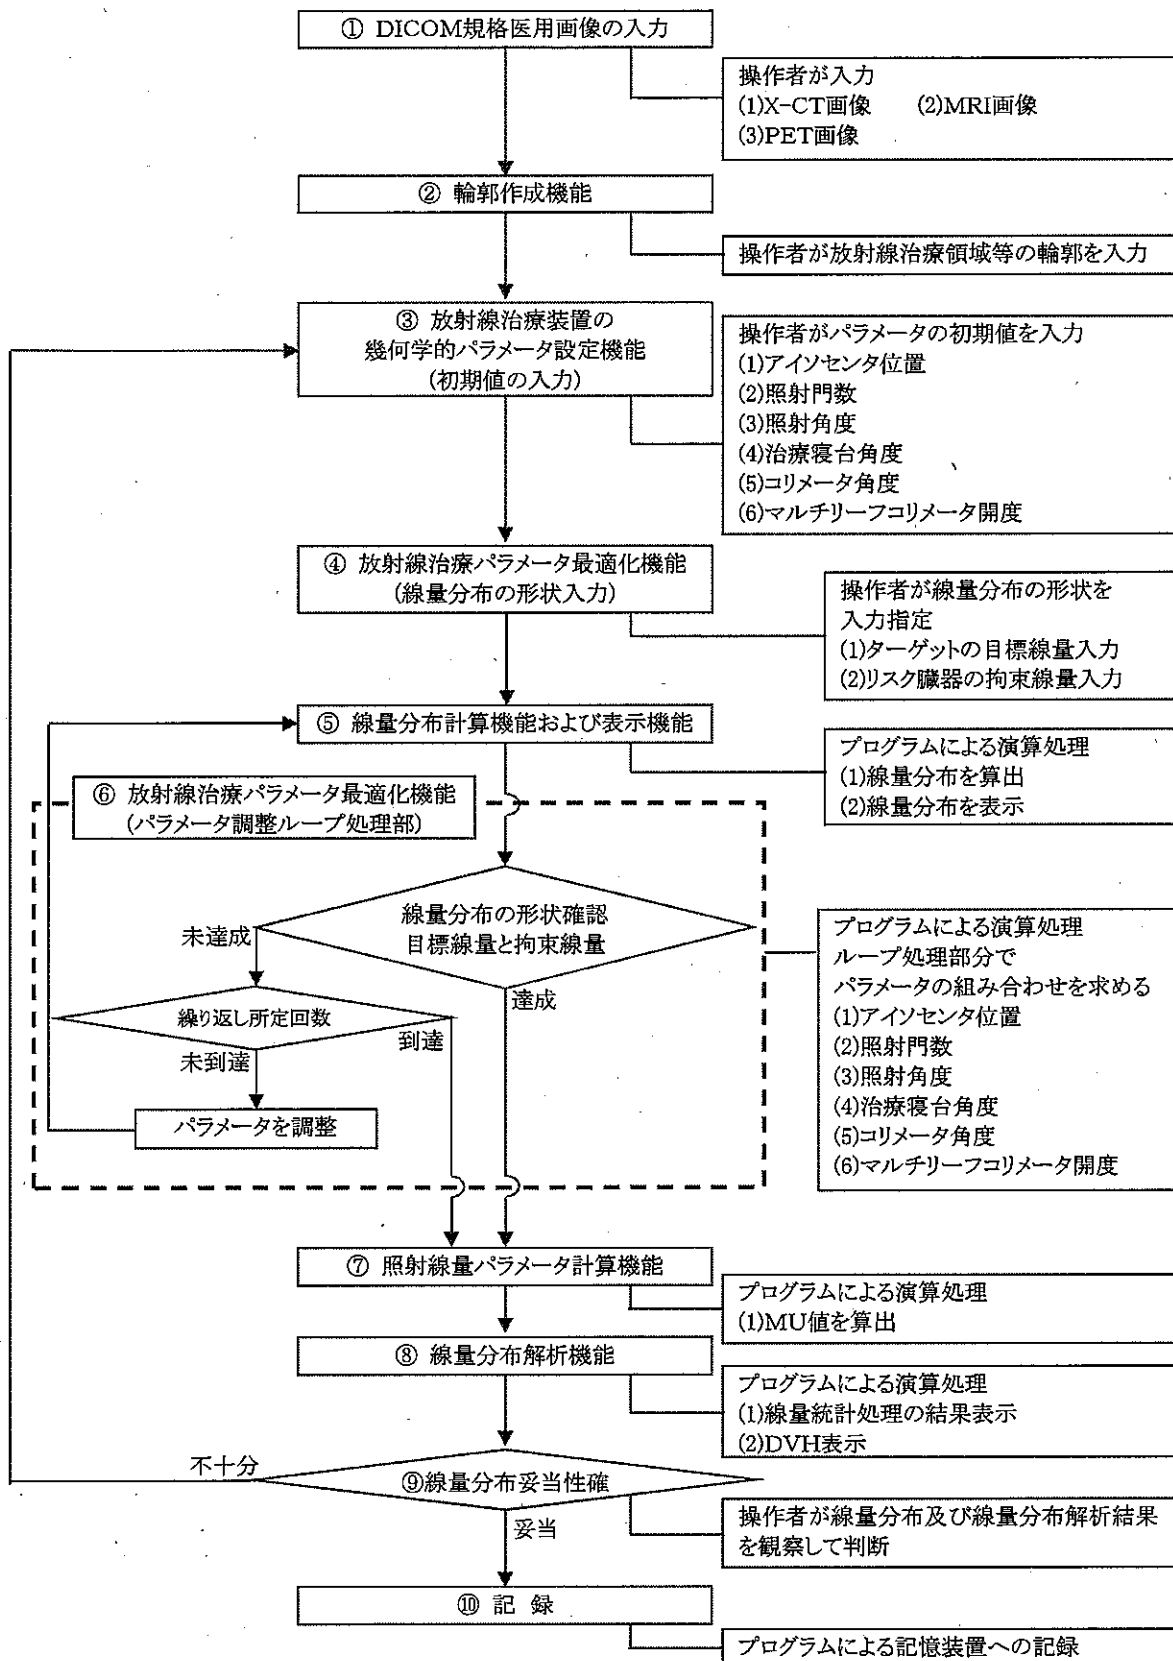 ① DICOM規格医用画像の入力
操作者が入力
(1)X-CT画像 (2)MRI画像
(3)PET画像
② 輪郭作成機能
操作者が放射線治療領域等の輪郭を入力
③ 放射線治療装置の
幾何学的パラメータ設定機能
(初期値の入力)
操作者がパラメータの初期値を入力
(1)アイソセンタ位置
(2)照射門数
(3)照射角度
(4)治療寝台角度
(5)コリメータ角度
(6)マルチリーフコリメータ開度
④ 放射線治療パラメータ最適化機能
(線量分布の形状入力)
操作者が線量分布の形状を
入力指定
(1)ターゲットの目標線量入力
(2)リスク臓器の拘束線量入力
⑤ 線量分布計算機能および表示機能
プログラムによる演算処理
(1)線量分布を算出
(2)線量分布を表示
⑥ 放射線治療パラメータ最適化機能
(パラメータ調整ループ処理部)
線量分布の形状確認
目標線量と拘束線量
未達成
達成
繰り返し所定回数
到達
未到達
パラメータを調整
プログラムによる演算処理
ループ処理部分で
パラメータの組み合わせを求める
(1)アイソセンタ位置
(2)照射門数
(3)照射角度
(4)治療寝台角度
(5)コリメータ角度
(6)マルチリーフコリメータ開度
⑦ 照射線量パラメータ計算機能
プログラムによる演算処理
(1)MU値を算出
⑧ 線量分布解析機能
プログラムによる演算処理
(1)線量統計処理の結果表示
(2)DVH表示
不十分
⑨線量分布妥当性確
妥当
操作者が線量分布及び線量分布解析結果
を観察して判断
⑩ 記 録
プログラムによる記憶装置への記録